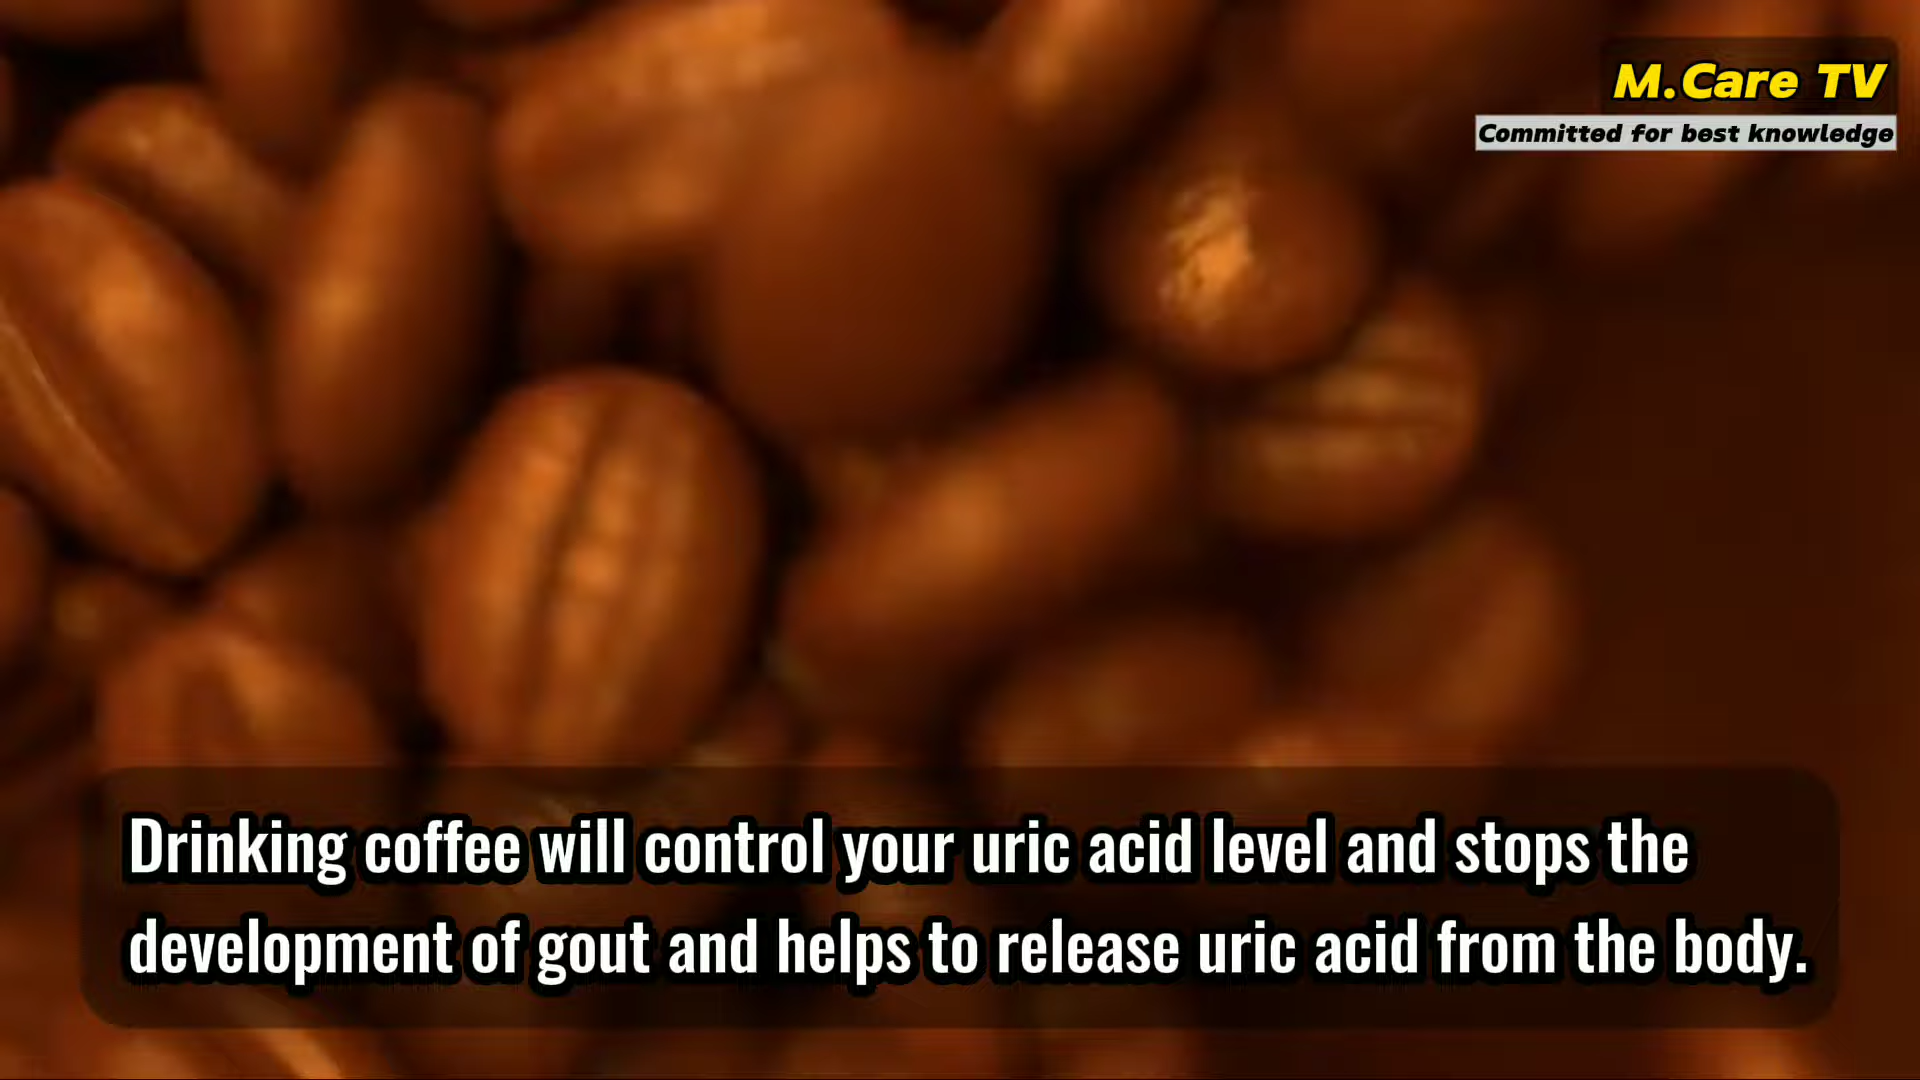 M.Care TV
Committed for best knowledge
Drinking coffee will control your uric acid level and stops the
development of gout and helps to release uric acid from the body.